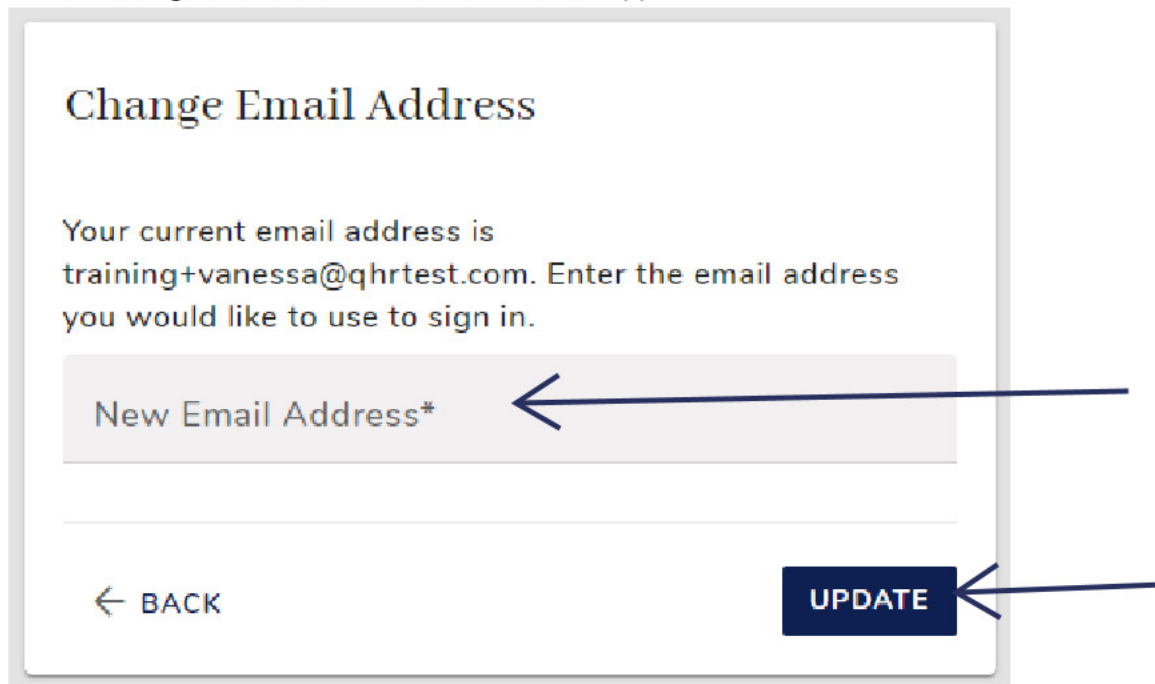 Change Email Address
Your current email address is
training+vanessa@qhrtest.com. Enter the email address
you would like to use to sign in.
New Email Address*
← BACK
UPDATE